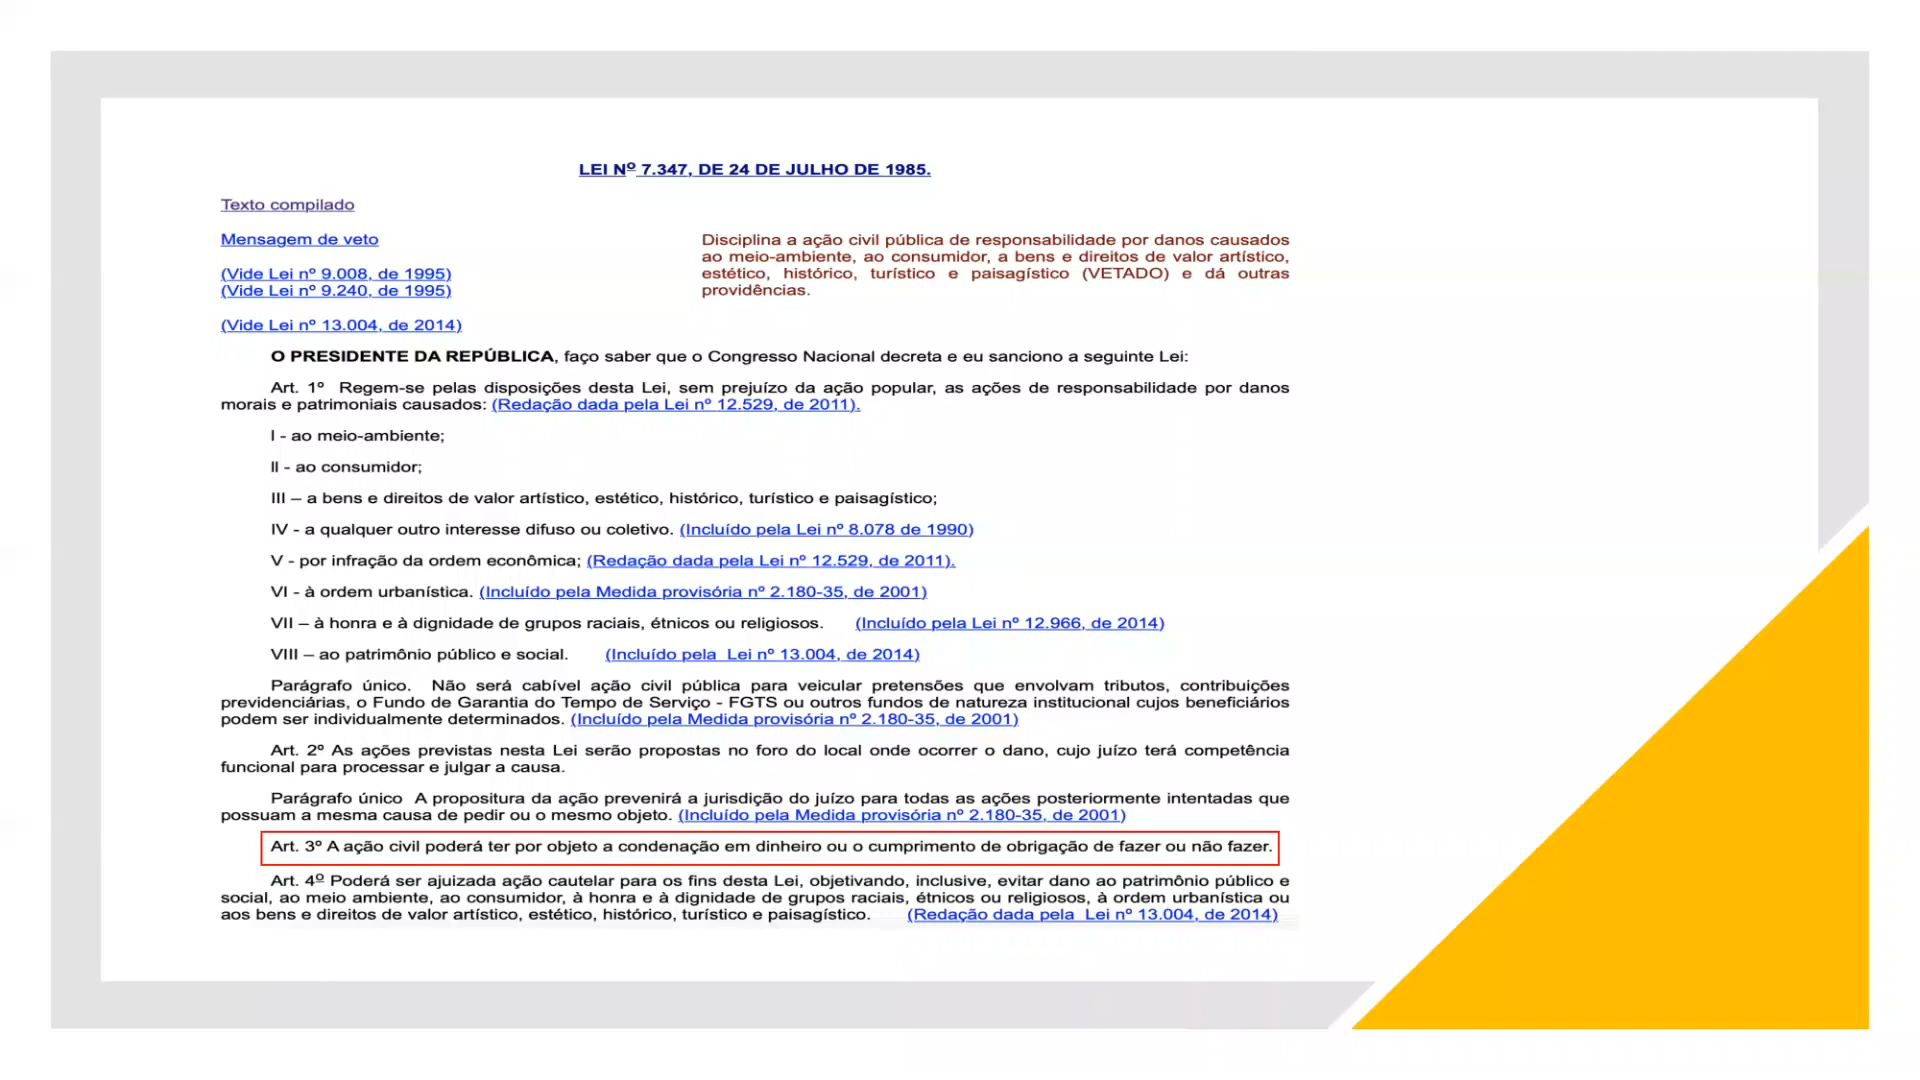 LEI Nº 7.347, DE 24 DE JULHO DE 1985.
Texto compilado
Mensagem de veto
(Vide Lei nº 9.008, de 1995)
(Vide Lei nº 9.240, de 1995)
(Vide Lei nº 13.004, de 2014)
Disciplina a ação civil pública de responsabilidade por danos causados
ao meio-ambiente, ao consumidor, a bens e direitos de valor artístico,
estético, histórico, turístico e paisagístico (VETADO) e dá outras
providências.
O PRESIDENTE DA REPÚBLICA, faço saber que o Congresso Nacional decreta e eu sanciono a seguinte Lei:
Art. 1º Regem-se pelas disposições desta Lei, sem prejuízo da ação popular, as ações de responsabilidade por danos
morais e patrimoniais causados: (Redação dada pela Lei nº 12.529, de 2011).
I - ao meio-ambiente;
II - ao consumidor;
III – a bens e direitos de valor artístico, estético, histórico, turístico e paisagístico;
IV - a qualquer outro interesse difuso ou coletivo. (Incluído pela Lei nº 8.078 de 1990)
V - por infração da ordem econômica; (Redação dada pela Lei nº 12.529, de 2011).
VI - à ordem urbanística. (Incluído pela Medida provisória nº 2.180-35, de 2001)
VII – à honra e à dignidade de grupos raciais, étnicos ou religiosos. (Incluído pela Lei nº 12.966, de 2014)
VIII – ao patrimônio público e social. (Incluído pela Lei nº 13.004, de 2014)
Parágrafo único. Não será cabível ação civil pública para veicular pretensões que envolvam tributos, contribuições
previdenciárias, o Fundo de Garantia do Tempo de Serviço - FGTS ou outros fundos de natureza institucional cujos beneficiários
podem ser individualmente determinados. (Incluído pela Medida provisória nº 2.180-35, de 2001)
Art. 2º As ações previstas nesta Lei serão propostas no foro do local onde ocorrer o dano, cujo juízo terá competência
funcional para processar e julgar a causa.
Parágrafo único A propositura da ação prevenirá a jurisdição do juízo para todas as ações posteriormente intentadas que
possuam a mesma causa de pedir ou o mesmo objeto. (Incluído pela Medida provisória nº 2.180-35, de 2001)
Art. 3º A ação civil poderá ter por objeto a condenação em dinheiro ou o cumprimento de obrigação de fazer ou não fazer.
Art. 4º Poderá ser ajuizada ação cautelar para os fins desta Lei, objetivando, inclusive, evitar dano ao patrimônio público e
social, ao meio ambiente, ao consumidor, à honra e à dignidade de grupos raciais, étnicos ou religiosos, à ordem urbanística ou
aos bens e direitos de valor artístico, estético, histórico, turístico e paisagístico. (Redação dada pela Lei nº 13.004, de 2014)